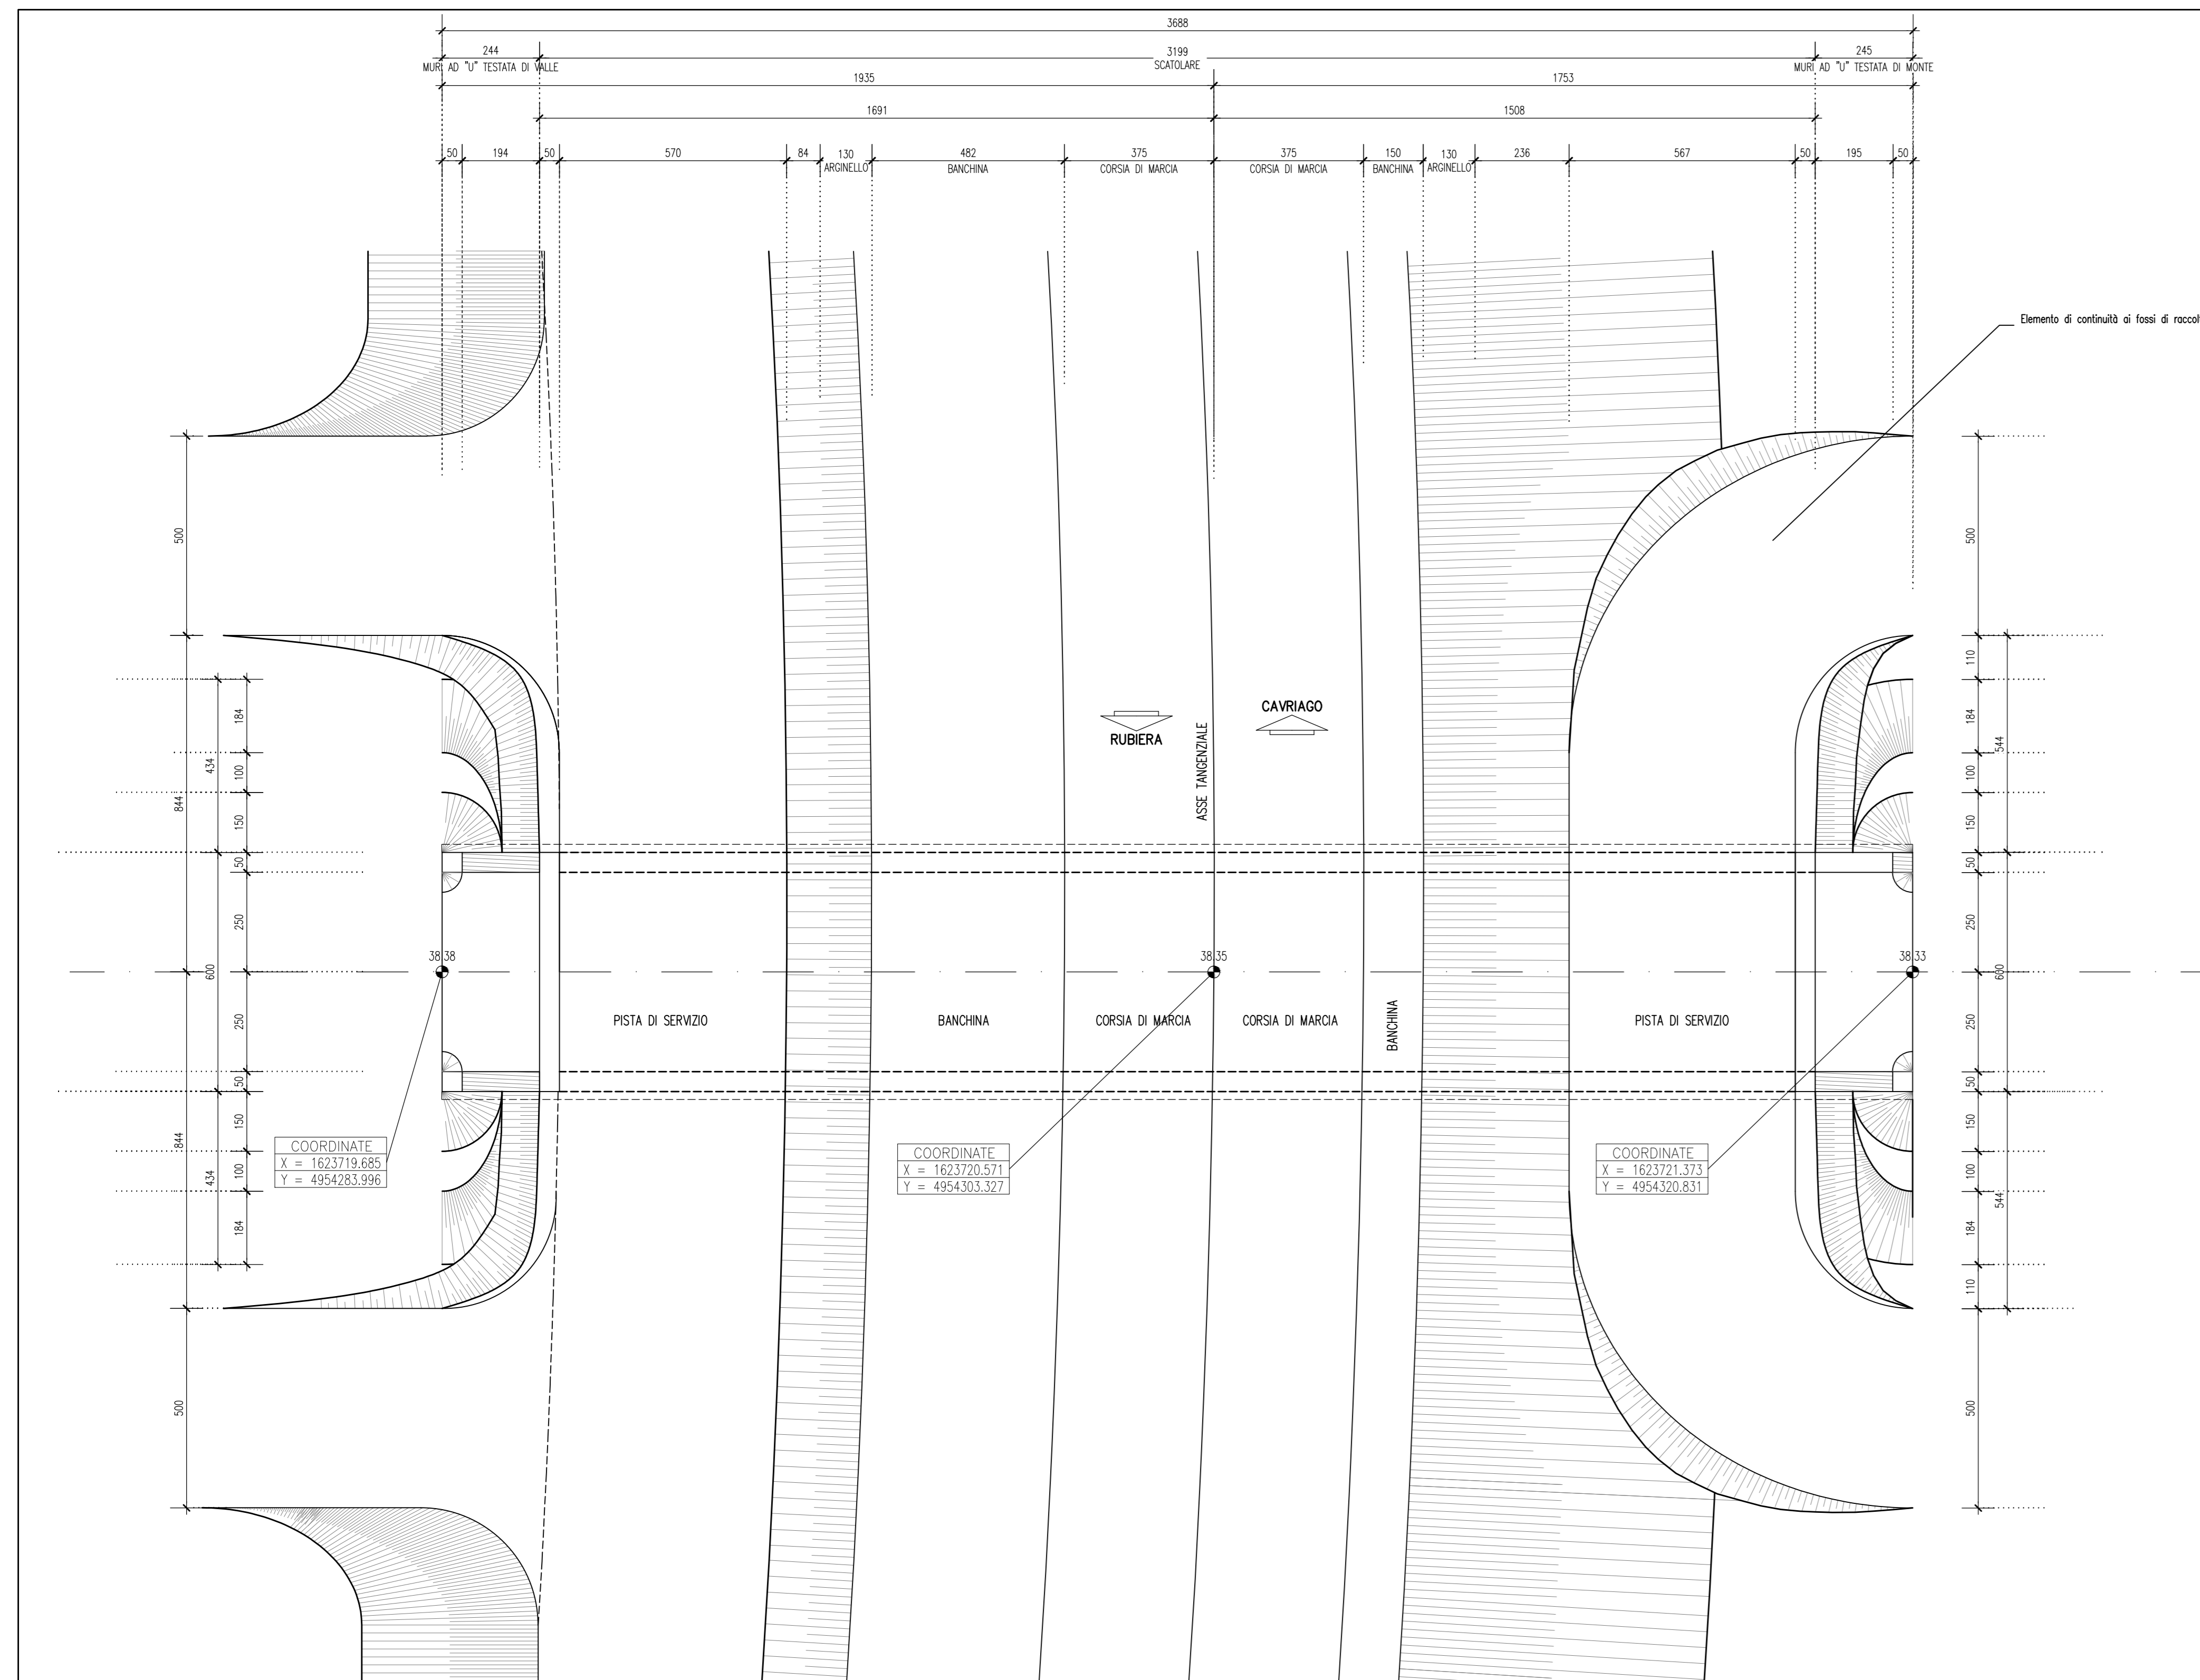 3688
244
3199
245
MURI AD "U" TESTATA DI VALLE
SCATOLARE
MURI AD "U" TESTATA DI MONTE
1935
1753
1691
1508
50
194
50
570
84
130
482
375
375
150
130
236
567
50
195
50
ARGINELLO
BANCHINA
CORSIA DI MARCIA
CORSIA DI MARCIA
BANCHINA
ARGINELLO
Elemento di continuità ai fossi di raccol
500
844
844
500
434
600
434
184
100
150
50
250
250
50
150
100
184
CAVRIAGO
RUBIERA
ASSE TANGENZIALE
38.38
38.35
38.33
PISTA DI SERVIZIO
BANCHINA
CORSIA DI MARCIA
CORSIA DI MARCIA
BANCHINA
PISTA DI SERVIZIO
COORDINATE
X = 1623719.685
Y = 4954283.996
COORDINATE
X = 1623720.571
Y = 4954303.327
COORDINATE
X = 1623721.373
Y = 4954320.831
500
110
184
100
150
50
250
250
50
150
100
184
110
500
544
600
544